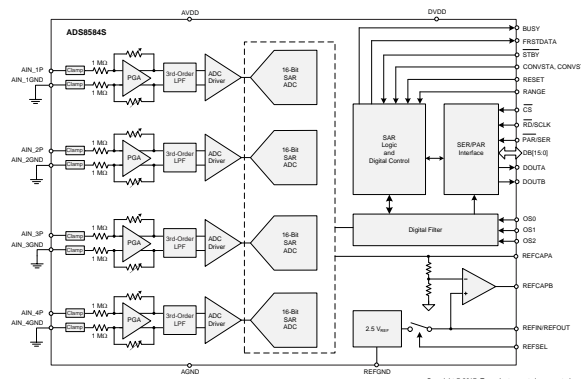 AVDD
DVDD
ADS8584S
BUSY
FRSTDATA
STBY
CONVSTA, CONVST
RESET
RANGE
CS
RD/SCLK
PAR/SER
DB[15:0]
DOUTA
DOUTB
OS0
OS1
OS2
REFCAPA
REFCAPB
REFIN/REFOUT
REFSEL
AIN_1P
AIN_1GND
Clamp
Clamp
1 MΩ
1 MΩ
PGA
3rd-Order
LPF
ADC
Driver
16-Bit
SAR
ADC
AIN_2P
AIN_2GND
Clamp
Clamp
1 MΩ
1 MΩ
PGA
3rd-Order
LPF
ADC
Driver
16-Bit
SAR
ADC
AIN_3P
AIN_3GND
Clamp
Clamp
1 MΩ
1 MΩ
PGA
3rd-Order
LPF
ADC
Driver
16-Bit
SAR
ADC
AIN_4P
AIN_4GND
Clamp
Clamp
1 MΩ
1 MΩ
PGA
3rd-Order
LPF
ADC
Driver
16-Bit
SAR
ADC
SAR
Logic
and
Digital Control
SER/PAR
Interface
Digital Filter
2.5 VREF
AGND
REFGND